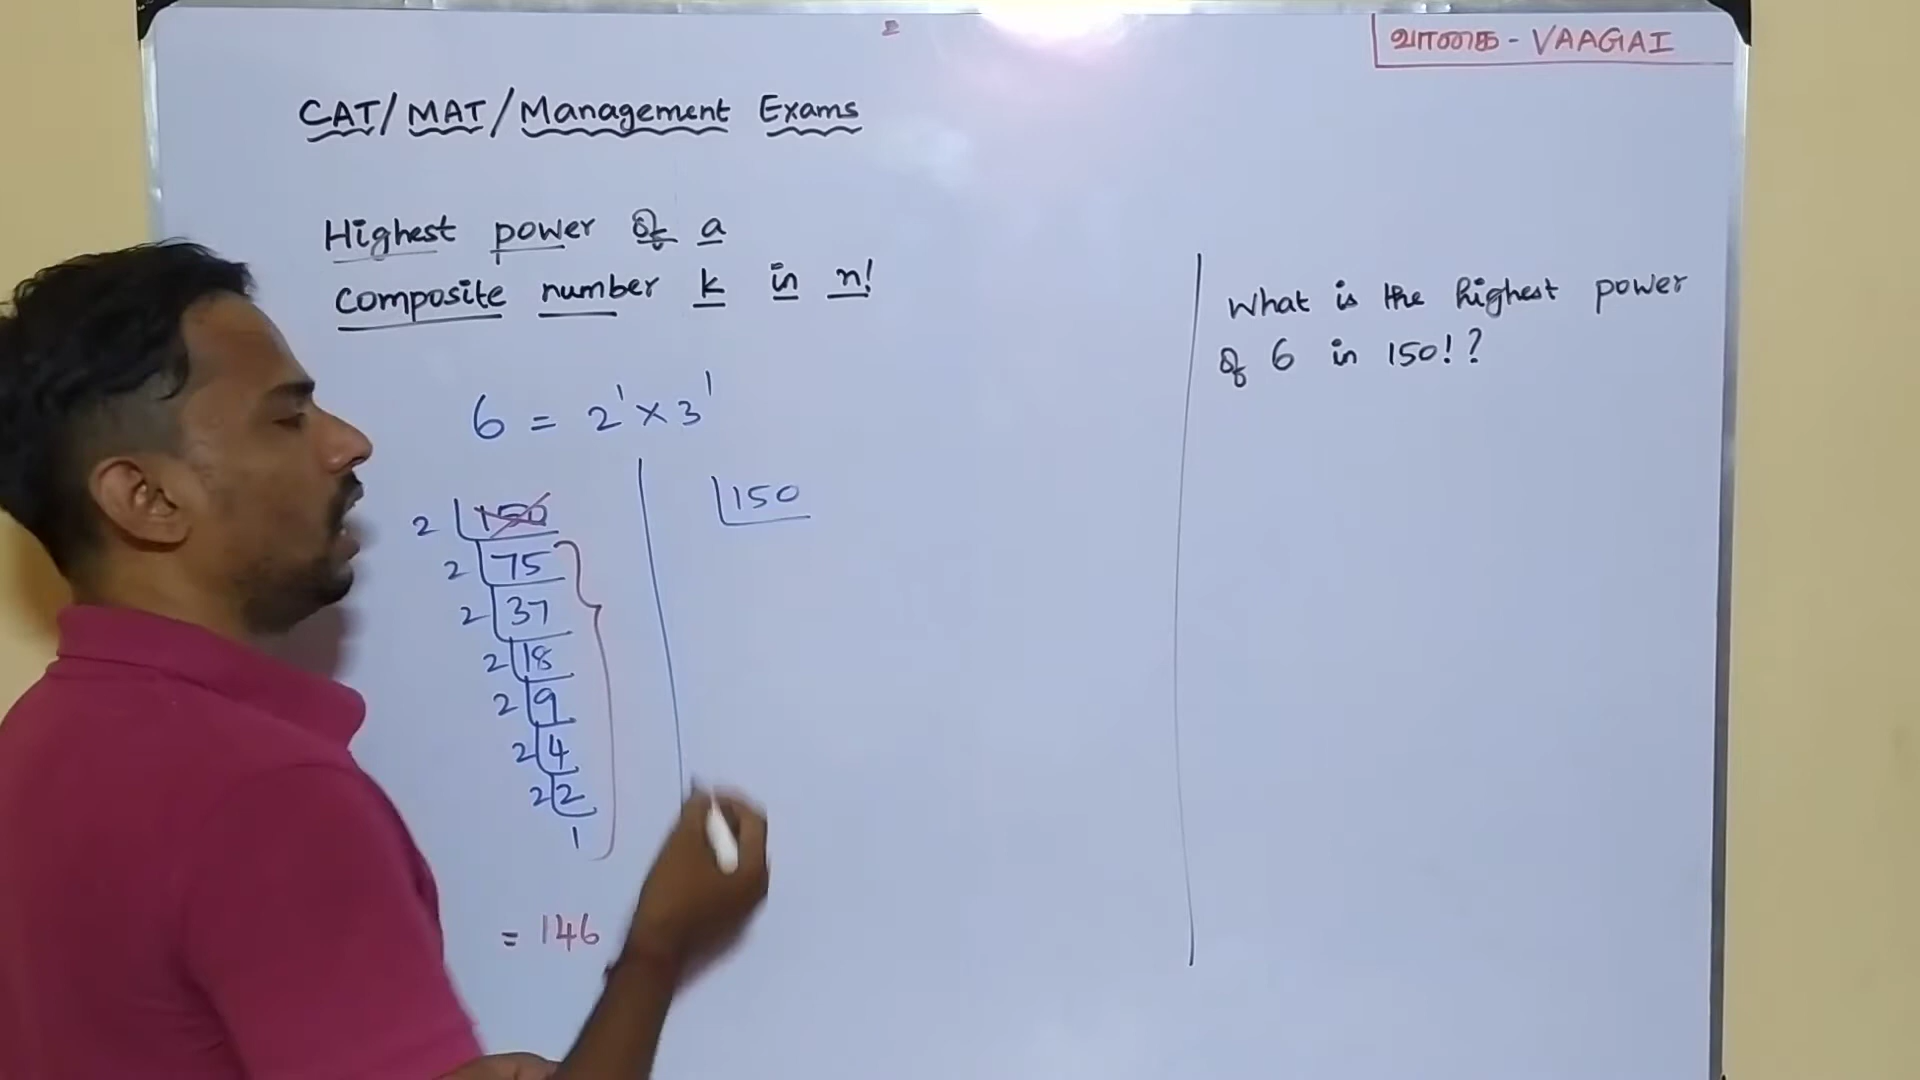 வாகை - VAAGAI
CAT/MAT/Management Exams
Highest power of a
composite number k in n!
6 = 2¹ × 3¹
2 150
2 75
2 37
2 18
2 9
2 4
2 2
1
= 146
150
What is the highest power
of 6 in 150!?